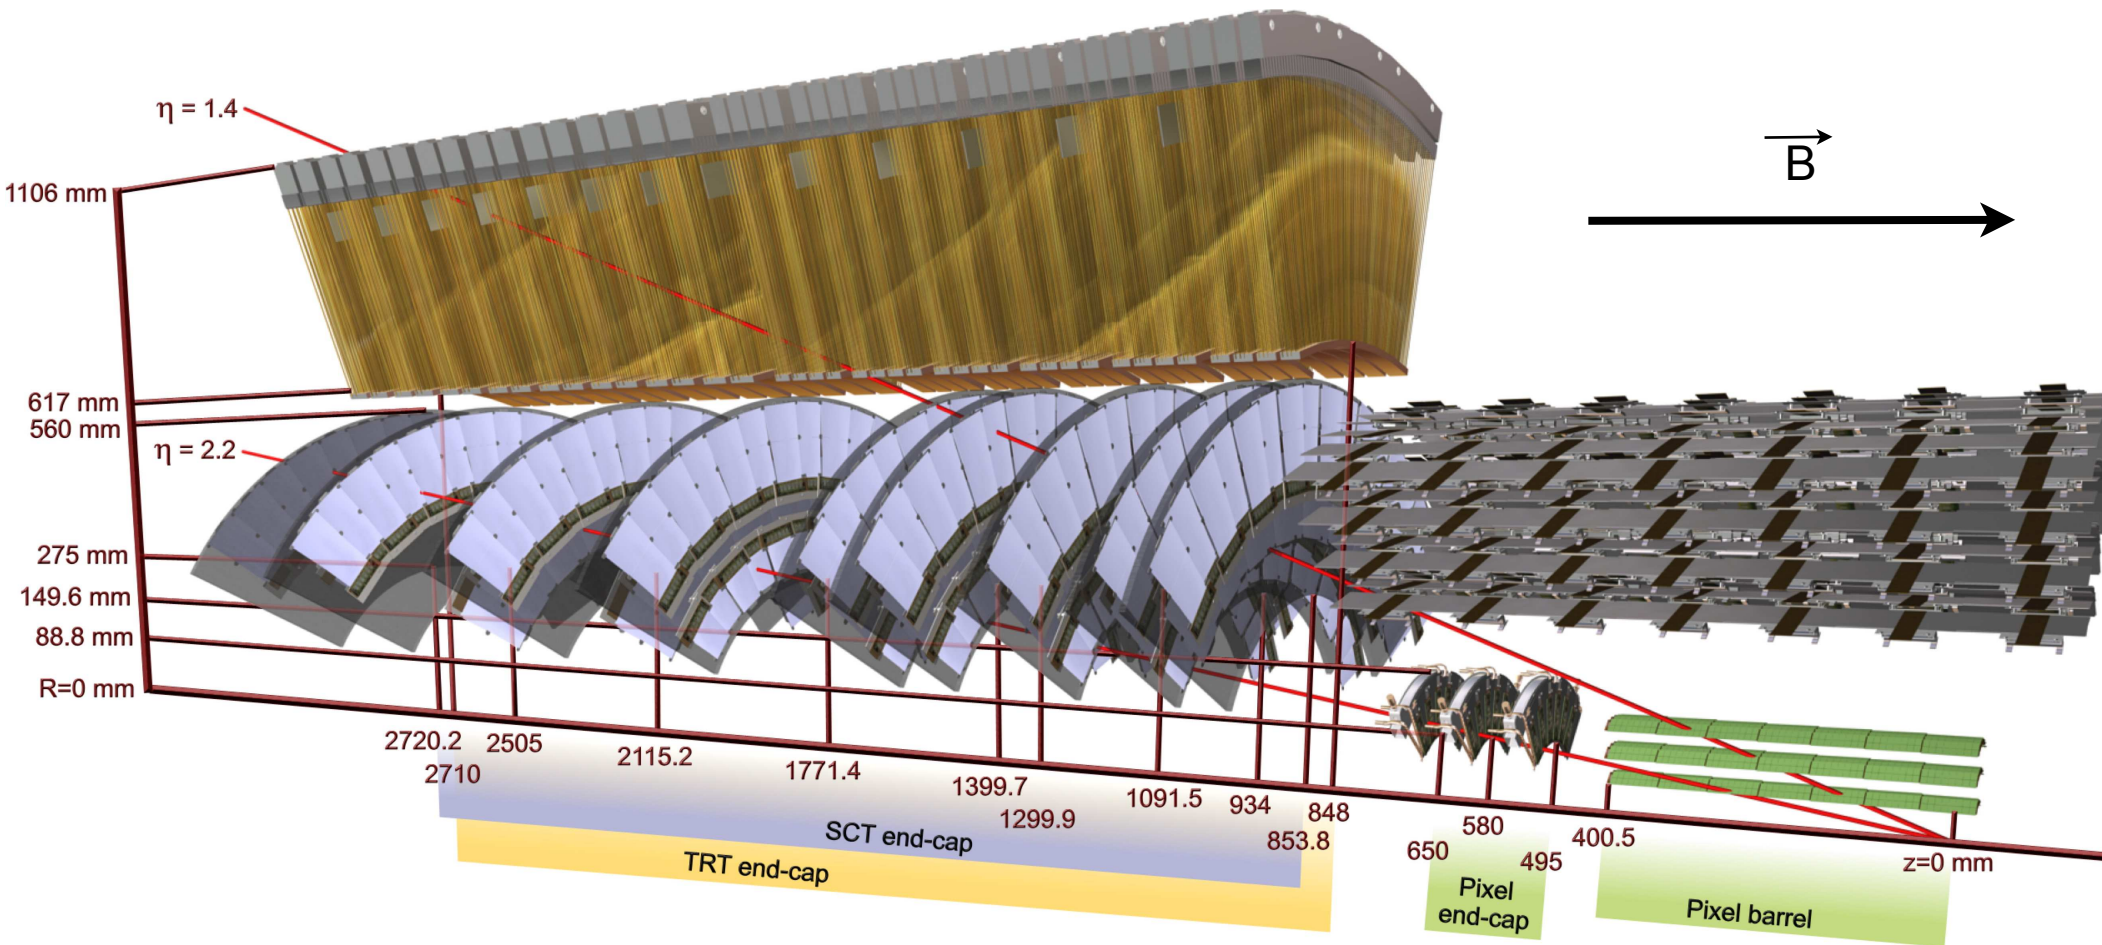 η = 1.4
B
1106 mm
617 mm
560 mm
η = 2.2
275 mm
149.6 mm
88.8 mm
R=0 mm
2720.2
2710
2505
2115.2
1771.4
1399.7
1299.9
1091.5
934
853.8
848
650
580
495
400.5
z=0 mm
SCT end-cap
TRT end-cap
Pixel
end-cap
Pixel barrel